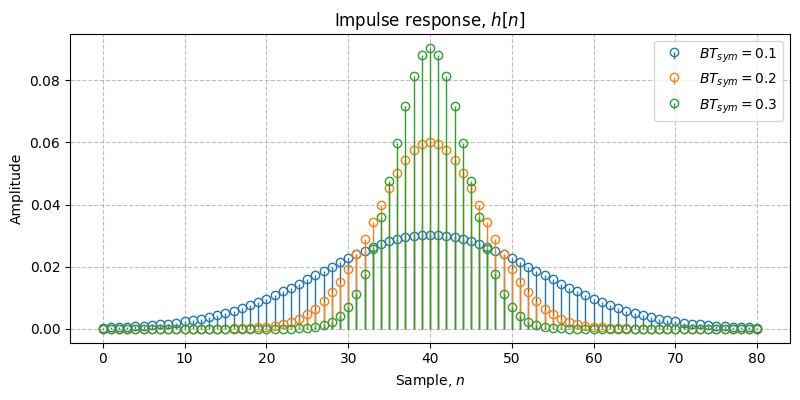 Impulse response, h[n]
BT_sym = 0.1
BT_sym = 0.2
BT_sym = 0.3
Amplitude
0.08
0.06
0.04
0.02
0.00
0 10 20 30 40 50 60 70 80
Sample, n